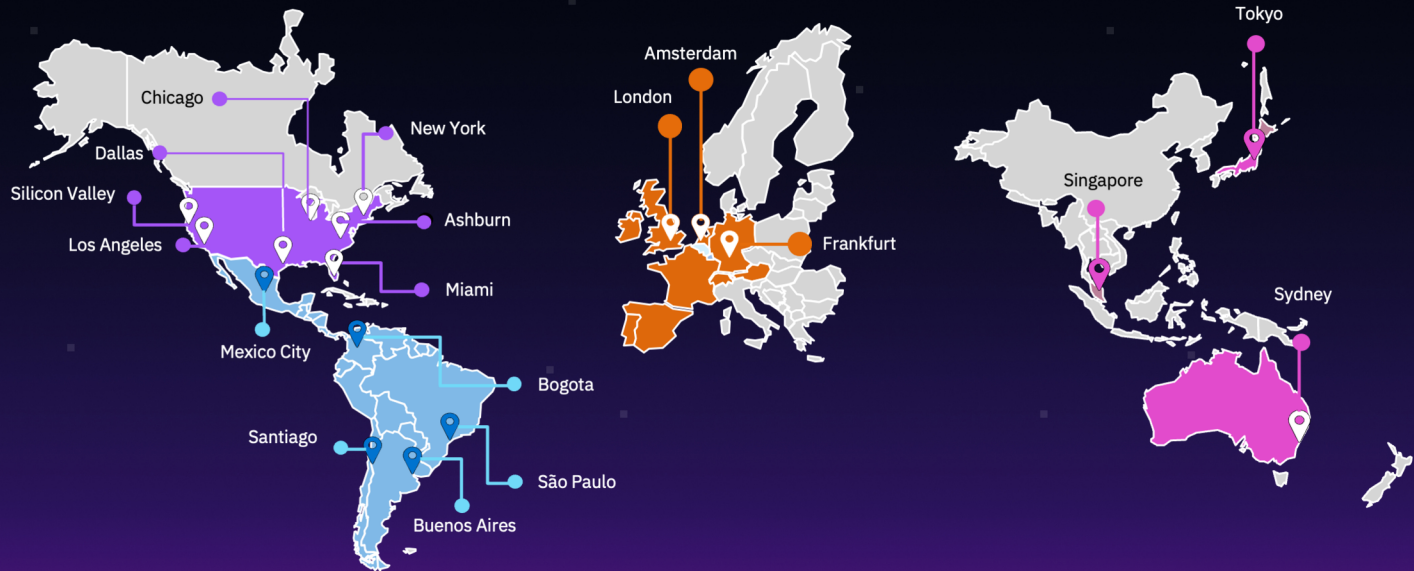 Chicago
New York
Dallas
Silicon Valley
Ashburn
Los Angeles
Miami
Mexico City
Bogota
Santiago
São Paulo
Buenos Aires
Amsterdam
London
Frankfurt
Tokyo
Singapore
Sydney